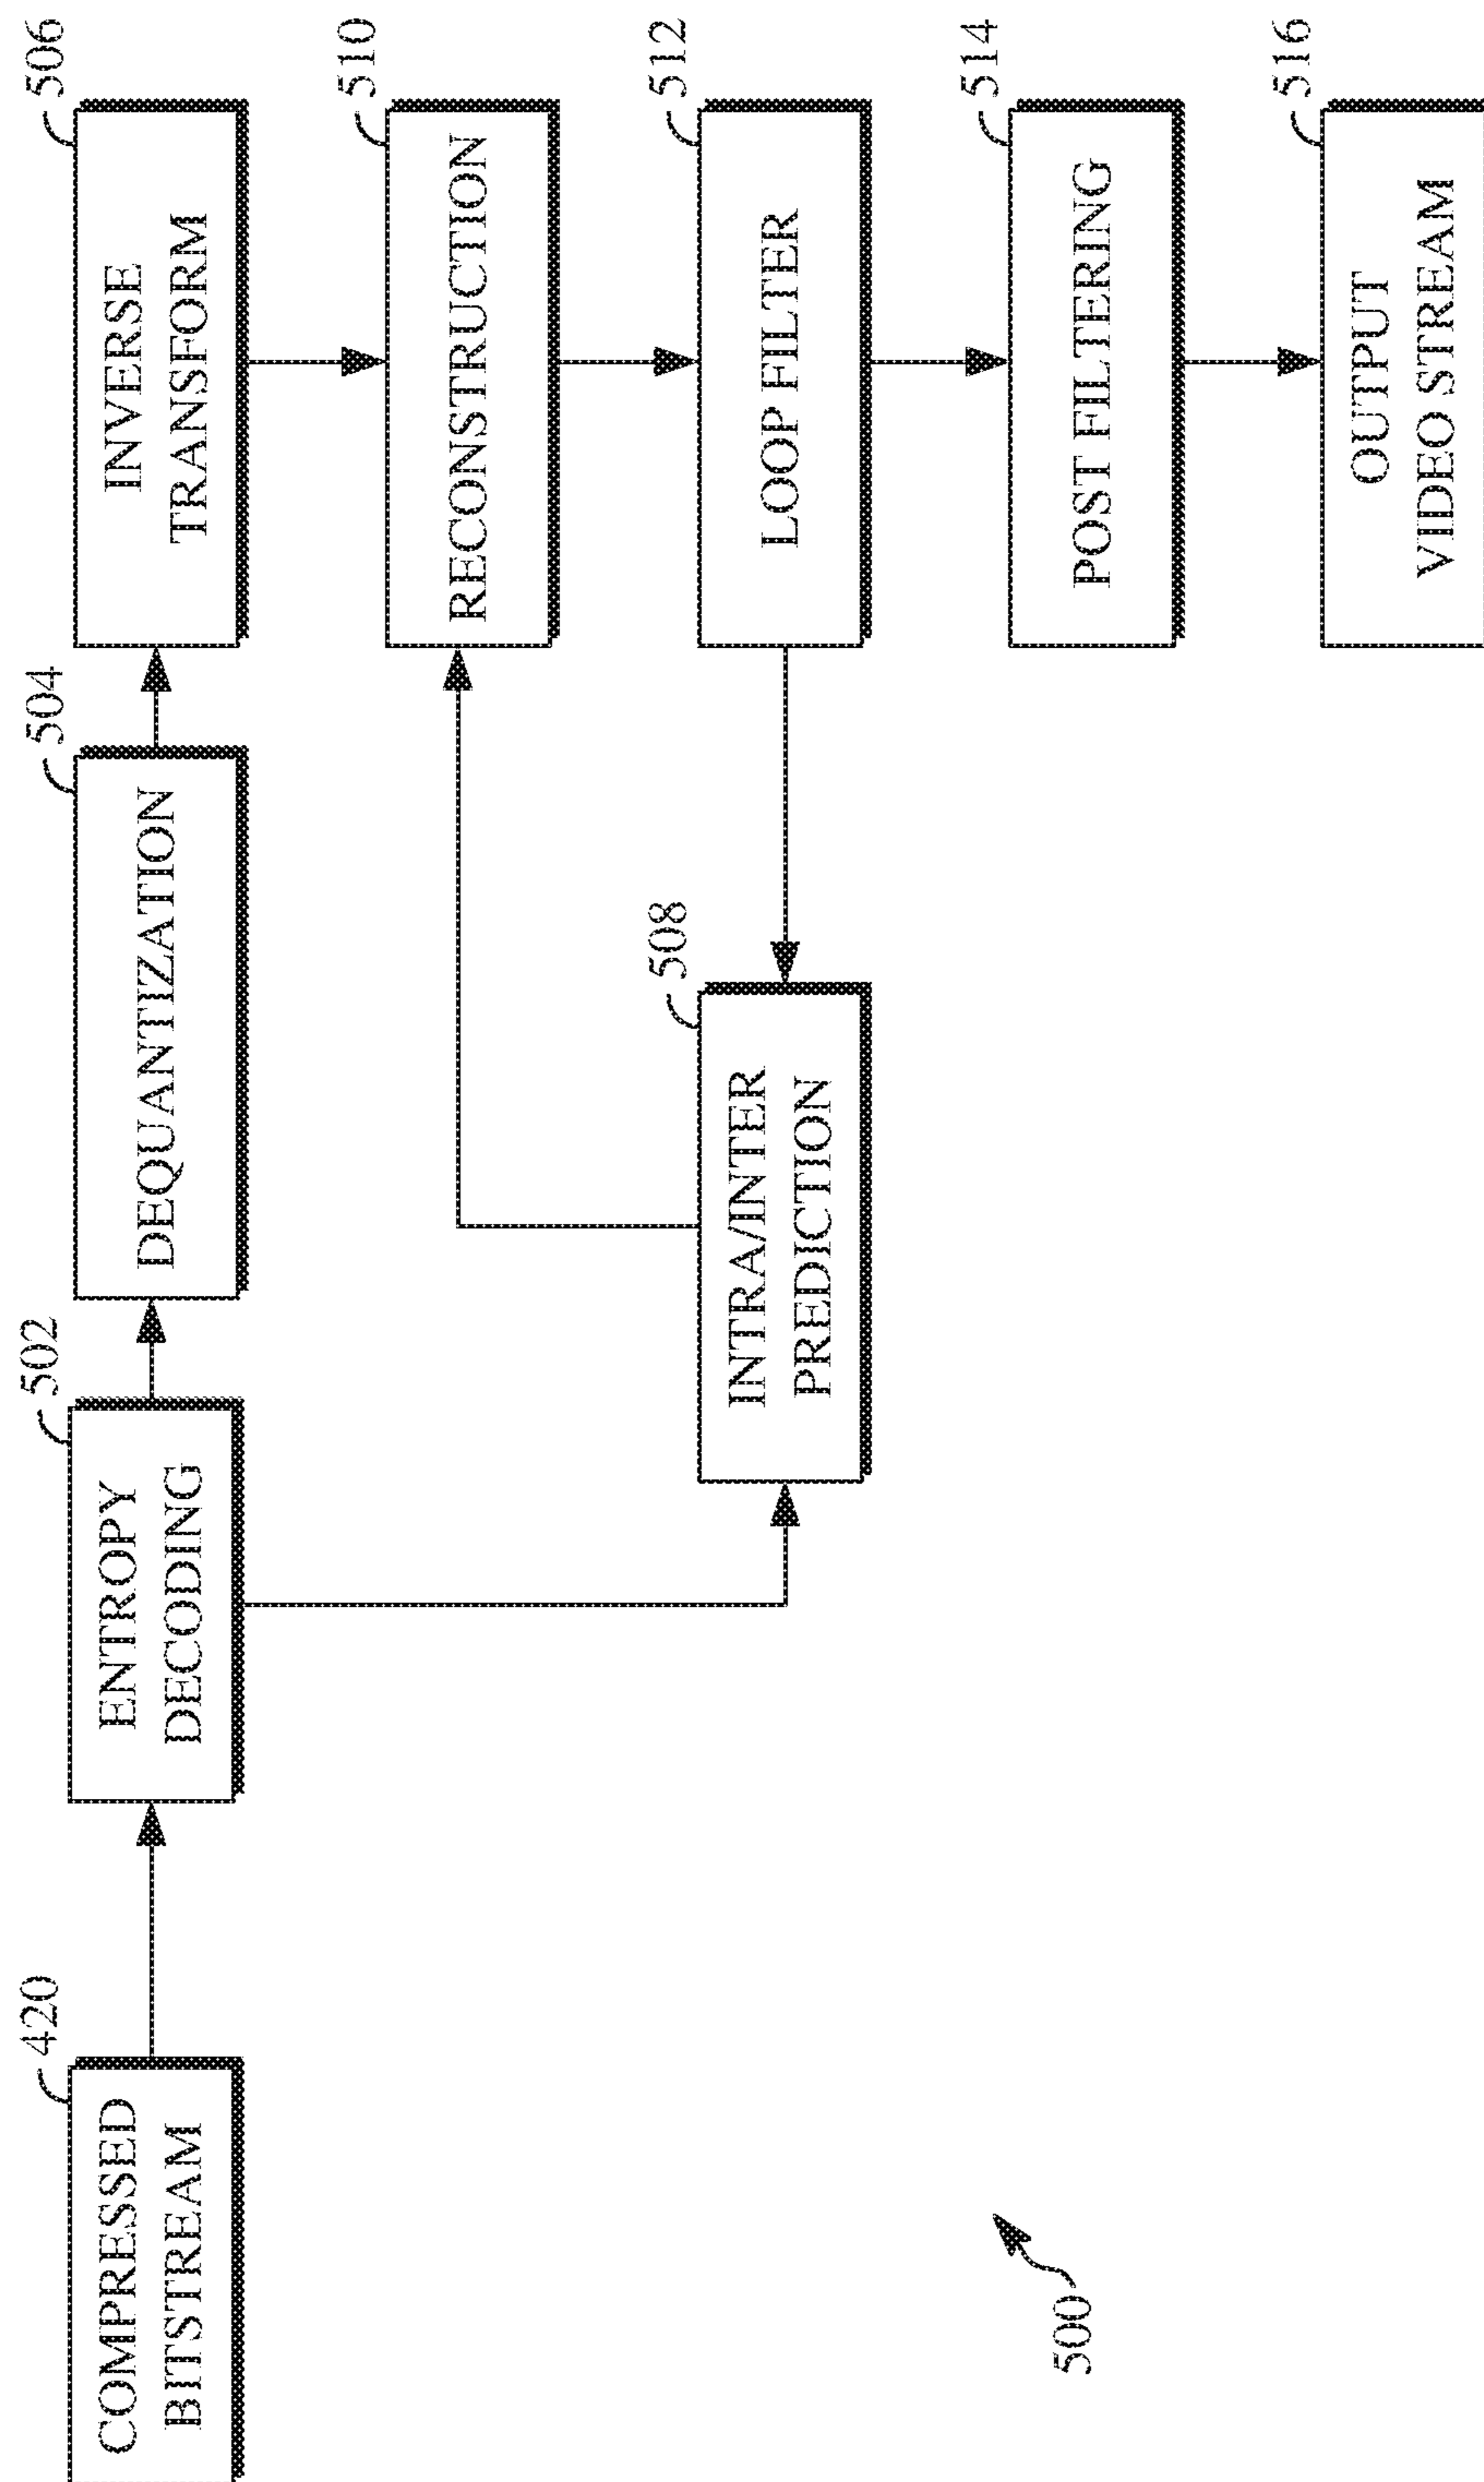 420
COMPRESSED
BITSTREAM
502
ENTROPY
DECODING
504
DEQUANTIZATION
506
INVERSE
TRANSFORM
510
RECONSTRUCTION
508
INTRA/INTER
PREDICTION
512
LOOP FILTER
514
POST FILTERING
516
OUTPUT
VIDEO STREAM
500